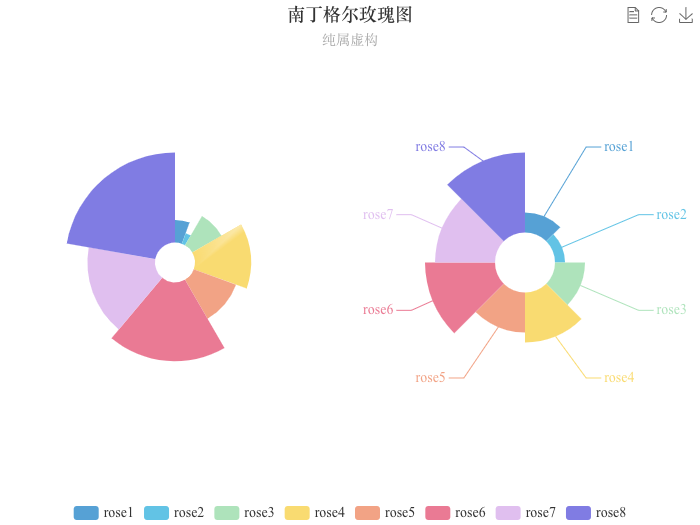 南丁格尔玫瑰图
纯属虚构
rose8
rose1
rose7
rose2
rose6
rose3
rose5
rose4
rose1 rose2 rose3 rose4 rose5 rose6 rose7 rose8